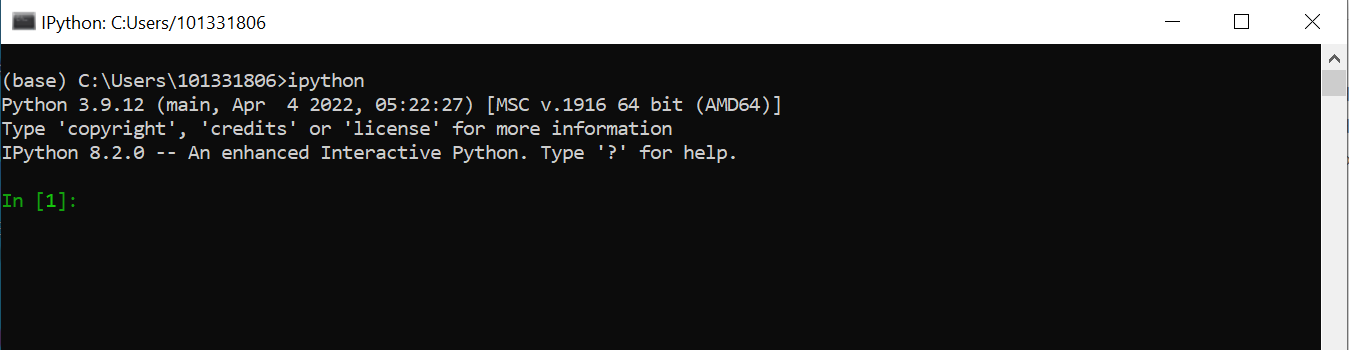 IPython: C:Users/101331806
(base) C:\Users\101331806>ipython
Python 3.9.12 (main, Apr  4 2022, 05:22:27) [MSC v.1916 64 bit (AMD64)]
Type 'copyright', 'credits' or 'license' for more information
IPython 8.2.0 -- An enhanced Interactive Python. Type '?' for help.
In [1]: